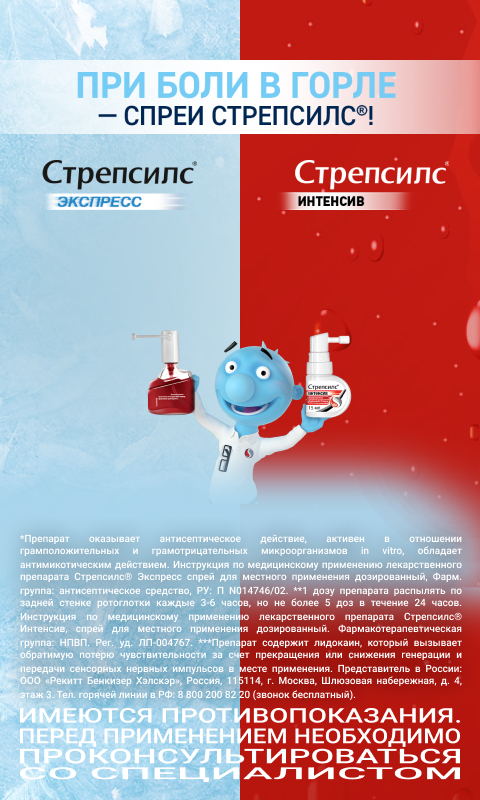 ПРИ БОЛИ В ГОРЛЕ
— СПРЕИ СТРЕПСИЛС®!
Стрепсилс®
ЭКСПРЕСС
Стрепсилс®
ИНТЕНСИВ
Стрепсилс®
ИНТЕНСИВ
15 мл
*Препарат оказывает антисептическое действие, активен в отношении
грамположительных и грамотрицательных микроорганизмов in vitro, обладает
антимикотическим действием. Инструкция по медицинскому применению лекарственного
препарата Стрепсилс® Экспресс спрей для местного применения дозированный, Фарм.
группа: антисептическое средство, РУ: П N014746/02. **1 дозу препарата распылять по
задней стенке ротоглотки каждые 3-6 часов, но не более 5 доз в течение 24 часов.
Инструкция по медицинскому применению лекарственного препарата Стрепсилс®
Интенсив, спрей для местного применения дозированный. Фармакотерапевтическая
группа: НПВП. Рег. уд. ЛП-004767. ***Препарат содержит лидокаин, который вызывает
обратимую потерю чувствительности за счет прекращения или снижения генерации и
передачи сенсорных нервных импульсов в месте применения. Представитель в России:
ООО «Рекитт Бенкизер Хэлскэр», Россия, 115114, г. Москва, Шлюзовая набережная, д. 4,
этаж 3. Тел. горячей линии в РФ: 8 800 200 82 20 (звонок бесплатный).
ИМЕЮТСЯ ПРОТИВОПОКАЗАНИЯ.
ПЕРЕД ПРИМЕНЕНИЕМ НЕОБХОДИМО
ПРОКОНСУЛЬТИРОВАТЬСЯ
СО СПЕЦИАЛИСТОМ